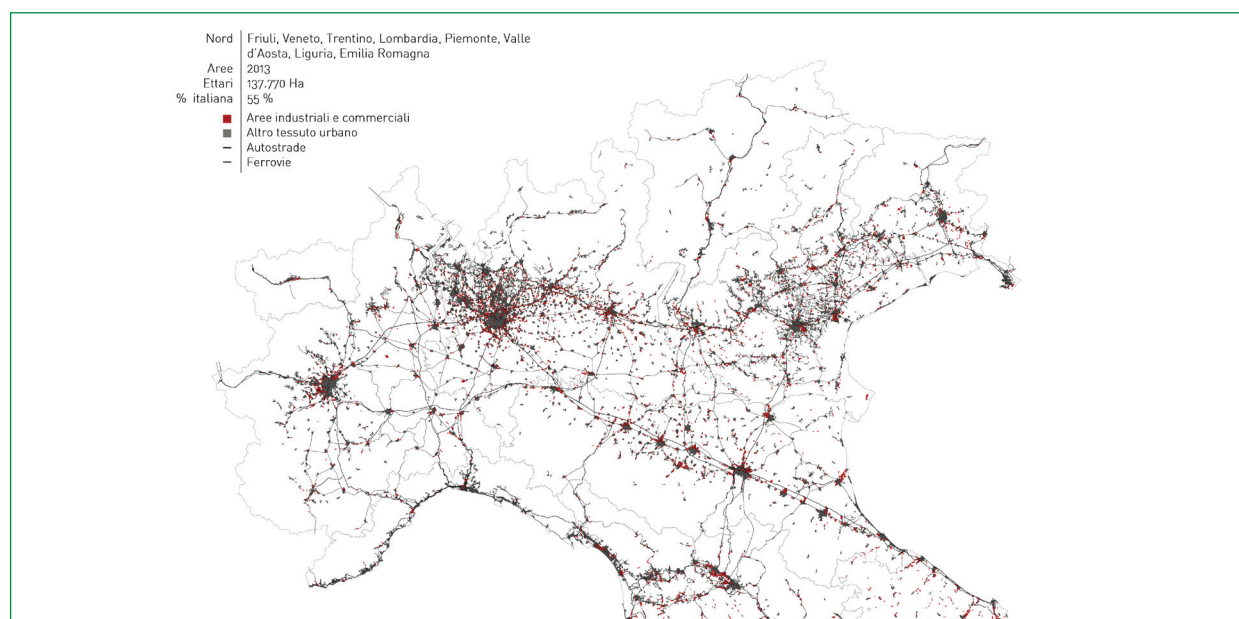 Nord Friuli, Veneto, Trentino, Lombardia, Piemonte, Valle
d'Aosta, Liguria, Emilia Romagna
Aree 2013
Ettari 137.770 Ha
% italiana 55 %
Aree industriali e commerciali
Altro tessuto urbano
Autostrade
Ferrovie